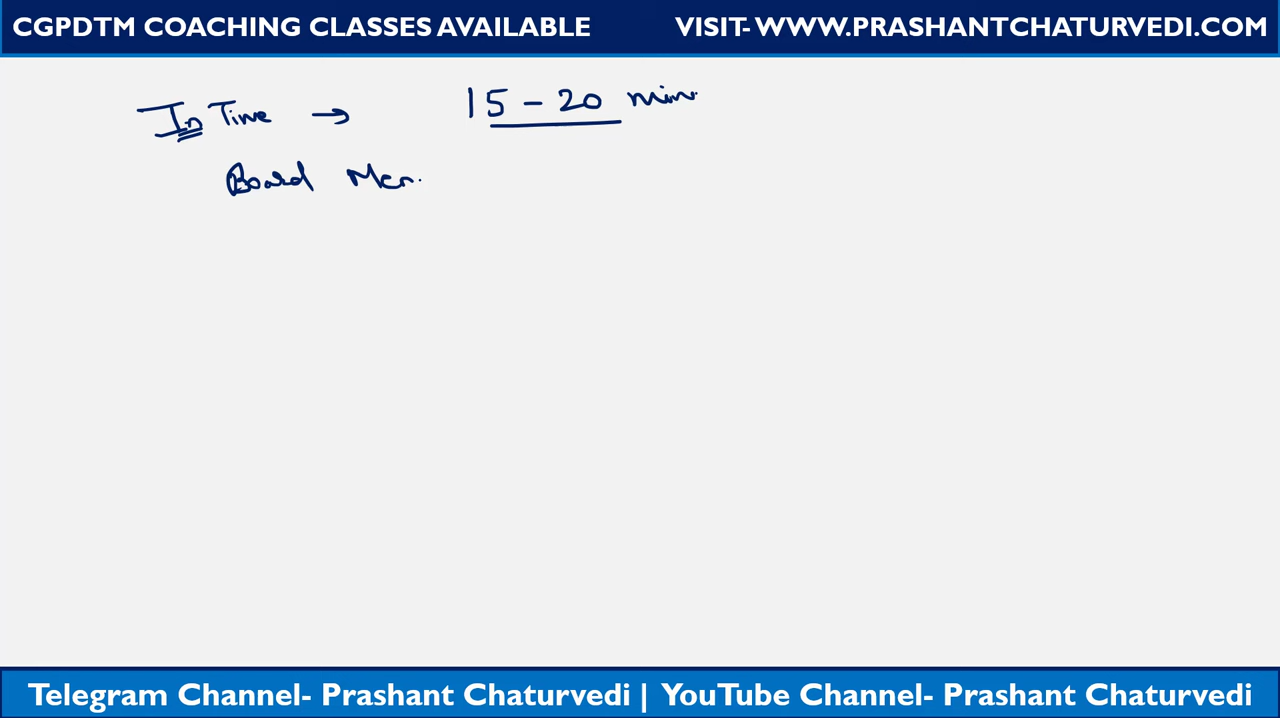 CGPDTM COACHING CLASSES AVAILABLE VISIT- WWW.PRASHANTCHATURVEDI.COM
In Time → 15 - 20 min.
Board Mem
Telegram Channel- Prashant Chaturvedi | YouTube Channel- Prashant Chaturvedi